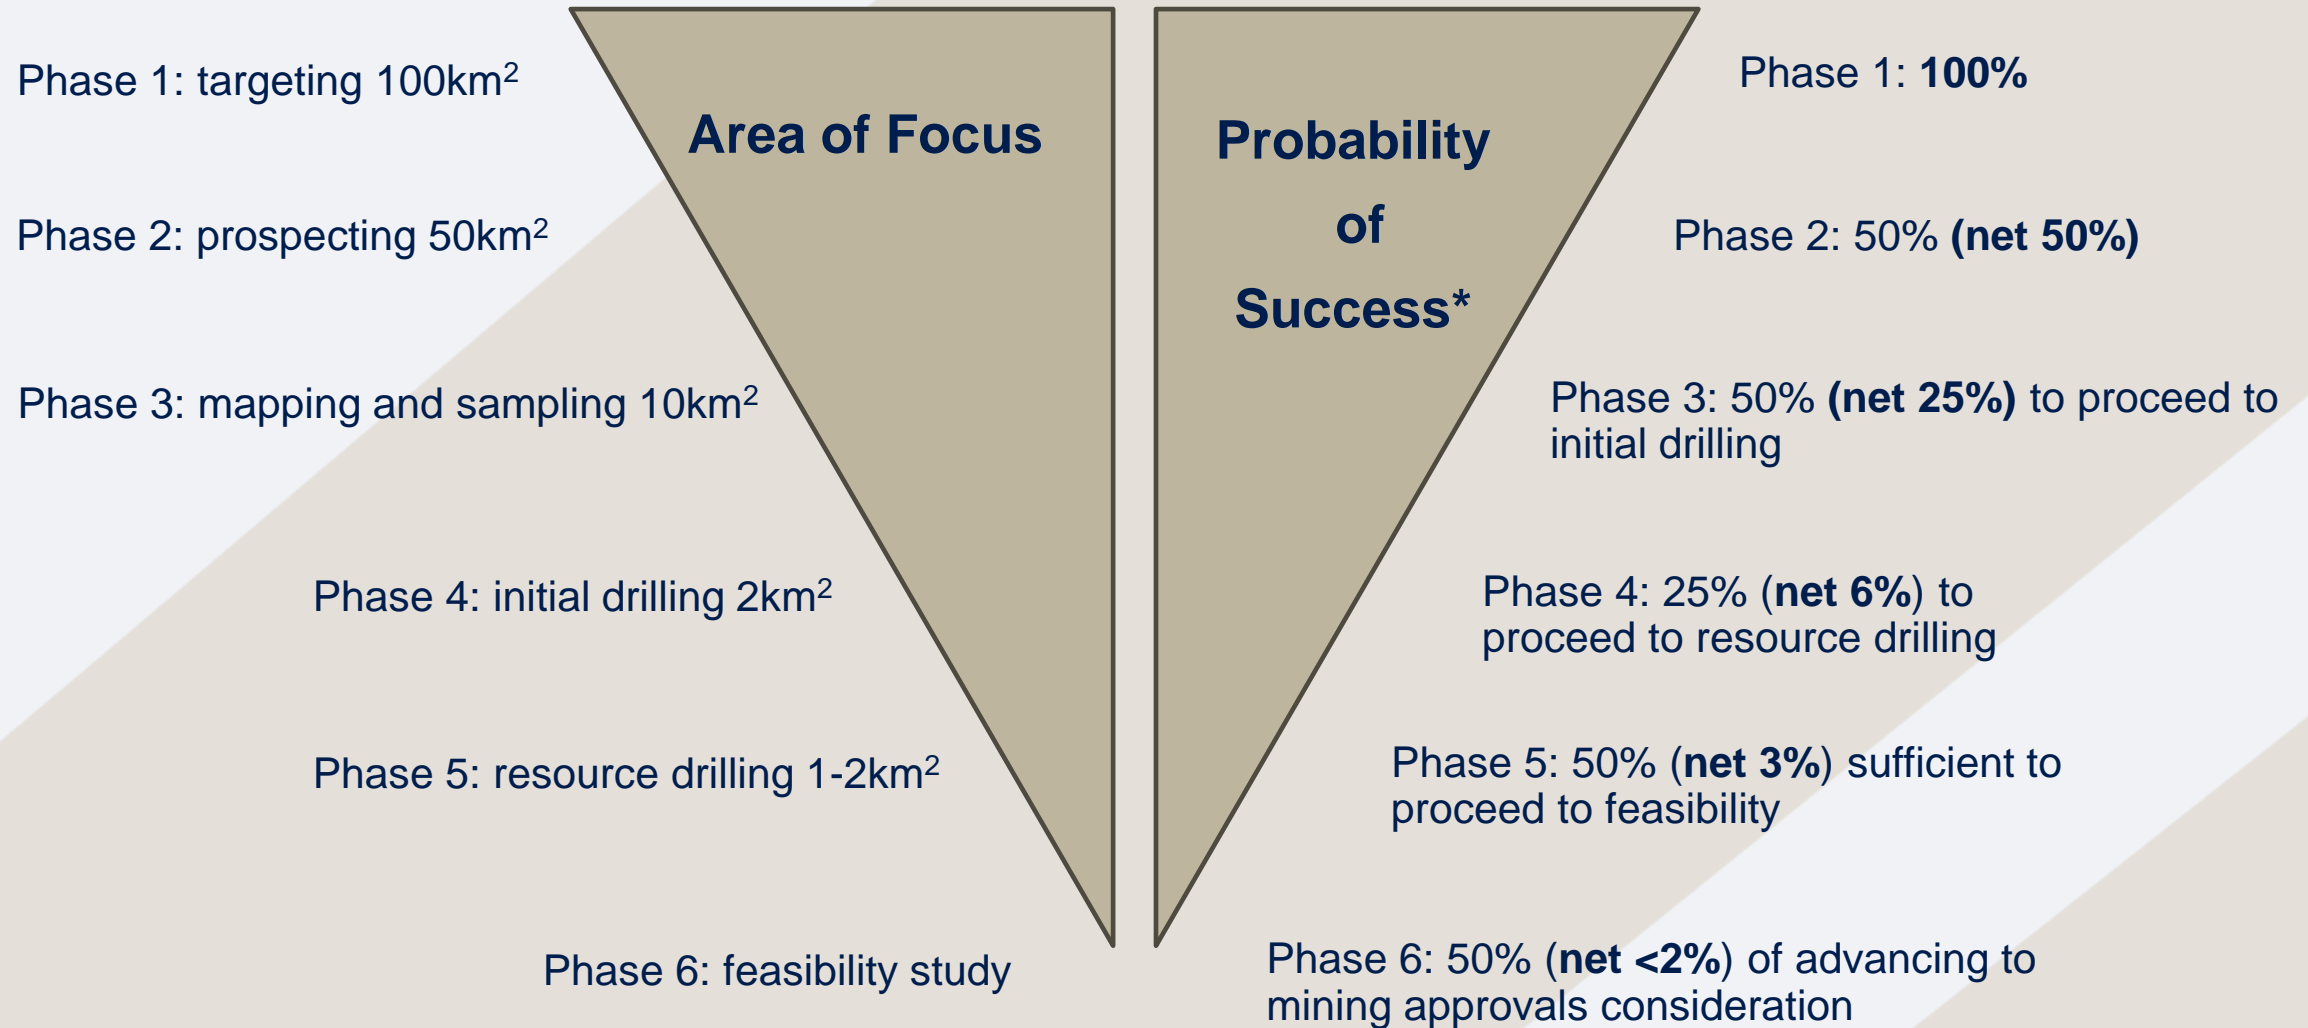 Phase 1: targeting 100km²
Phase 2: prospecting 50km²
Phase 3: mapping and sampling 10km²
Phase 4: initial drilling 2km²
Phase 5: resource drilling 1-2km²
Phase 6: feasibility study
Area of Focus
Probability
of
Success*
Phase 1: 100%
Phase 2: 50% (net 50%)
Phase 3: 50% (net 25%) to proceed to
initial drilling
Phase 4: 25% (net 6%) to
proceed to resource drilling
Phase 5: 50% (net 3%) sufficient to
proceed to feasibility
Phase 6: 50% (net <2%) of advancing to
mining approvals consideration